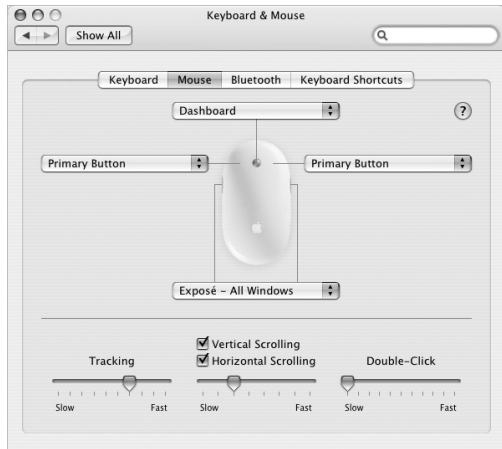 Keyboard & Mouse
Show All
Keyboard Mouse Bluetooth Keyboard Shortcuts
Dashboard
?
Primary Button Primary Button
Exposé – All Windows
Vertical Scrolling
Tracking Horizontal Scrolling Double-Click
Slow Fast Slow Fast Slow Fast